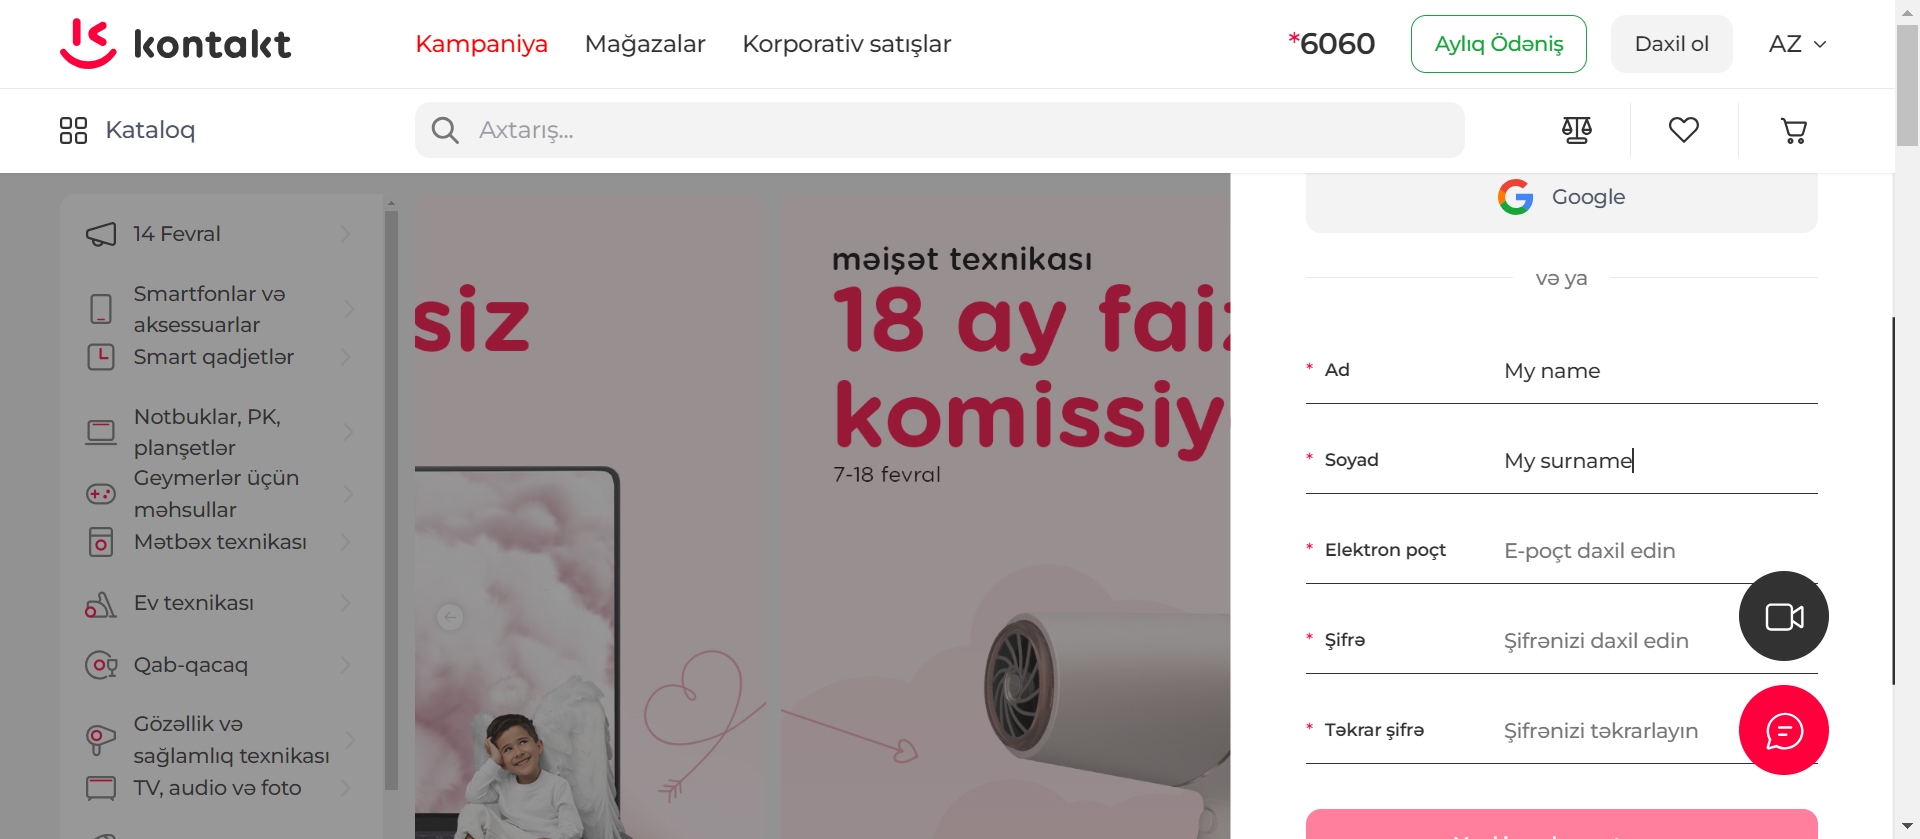 kontakt
Kampaniya
Mağazalar
Korporativ satışlar
*6060
Aylıq Ödəniş
Daxil ol
AZ
Kataloq
Axtarış...
14 Fevral
Smartfonlar və
aksessuarlar
Smart qadjetlər
Notbuklar, PK,
planşetlər
Geymerlər üçün
məhsullar
Mətbəx texnikası
Ev texnikası
Qab-qacaq
Gözəllik və
sağlamlıq texnikası
TV, audio və foto
siz
məişət texnikası
18 ay faiz
komissiy
7-18 fevral
Google
və ya
* Ad
My name
* Soyad
My surname
* Elektron poçt
E-poçt daxil edin
* Şifrə
Şifrənizi daxil edin
* Təkrar şifrə
Şifrənizi təkrarlayın